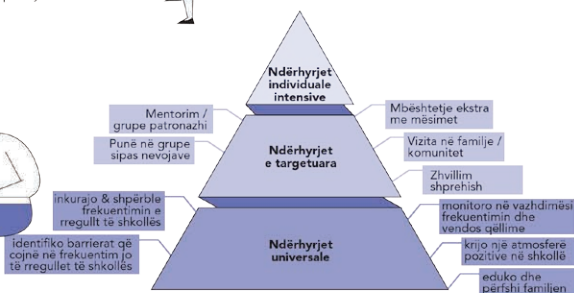 Ndërhyrjet
individuale
intensive
Mentorim /
grupe patronazhi
Mbështetje ekstra
me mësimet
Punë në grupe
sipas nevojave
Ndërhyrjet
e targetuara
Vizita në familje /
komunitet
Zhvillim
shprehish
inkurajo & shpërble
frekuentimin e
rregullt të shkollës
monitoro në vazhdimësi
frekuentimin dhe
vendos qëllime
identifiko barrierat që
çojnë në frekuentim jo
të rregullet të shkollës
Ndërhyrjet
universale
krijo një atmosferë
pozitive në shkollë
eduko dhe
përfshi familjen